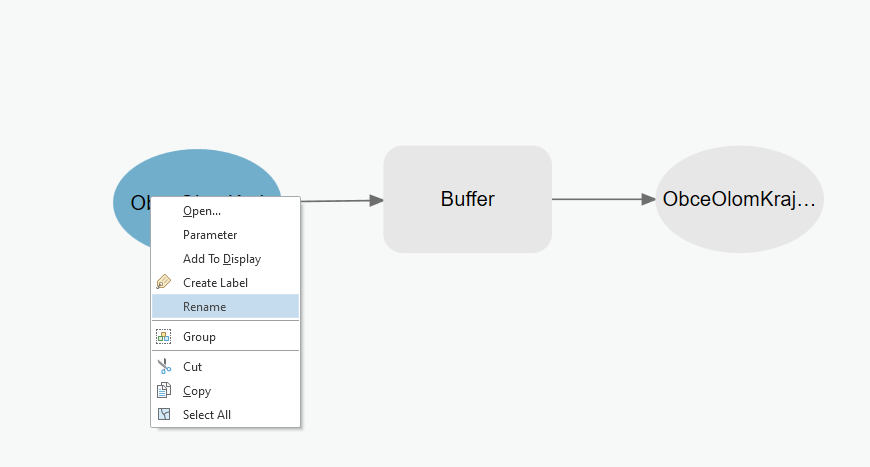 Buffer
ObceOlomKraj...
Open...
Parameter
Add To Display
Create Label
Rename
Group
Cut
Copy
Select All